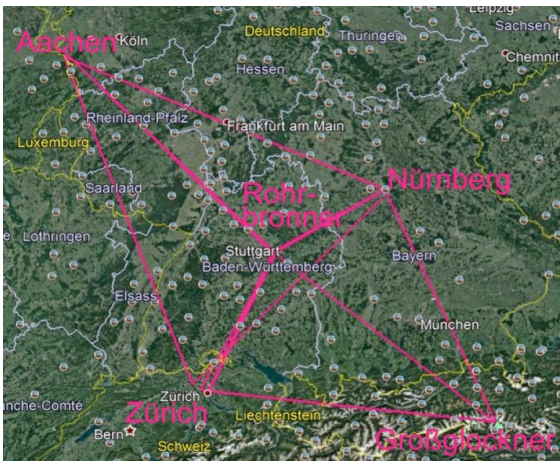 Leipzig
Aachen
Köln
Deutschland
Thüringen
Sachsen
Chemnit
Hessen
Rheinland-Pfalz
Frankfurt am Main
Luxemburg
Saarland
Rohr-
bronner
Nürnberg
e
Lothringen
Stuttgart
Baden-Württemberg
Bayern
Elsass
München
Zürich
anche-Comté
Zürich
Liechtenstein
Bern
Schweiz
Großglockner